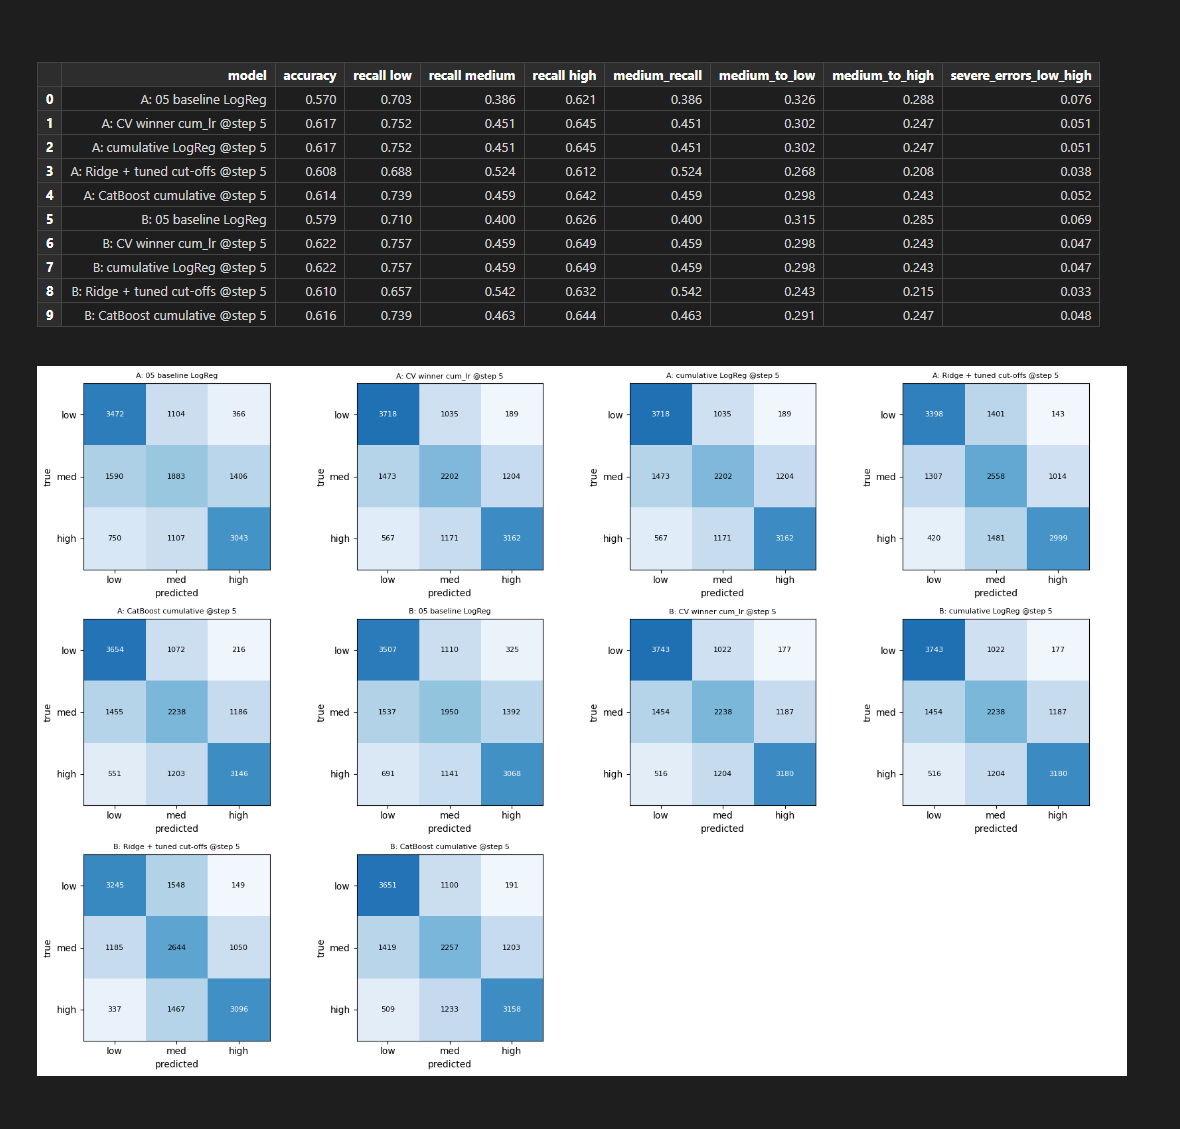 model accuracy recall low recall medium recall high medium_recall medium_to_low medium_to_high severe_errors_low_high
0 A: 05 baseline LogReg 0.570 0.703 0.386 0.621 0.386 0.326 0.288 0.076
1 A: CV winner cum_lr @step 5 0.617 0.752 0.451 0.645 0.451 0.302 0.247 0.051
2 A: cumulative LogReg @step 5 0.617 0.752 0.451 0.645 0.451 0.302 0.247 0.051
3 A: Ridge + tuned cut-offs @step 5 0.608 0.688 0.524 0.612 0.524 0.268 0.208 0.038
4 A: CatBoost cumulative @step 5 0.614 0.739 0.459 0.642 0.459 0.298 0.243 0.052
5 B: 05 baseline LogReg 0.579 0.710 0.400 0.626 0.400 0.315 0.285 0.069
6 B: CV winner cum_lr @step 5 0.622 0.757 0.459 0.649 0.459 0.298 0.243 0.047
7 B: cumulative LogReg @step 5 0.622 0.757 0.459 0.649 0.459 0.298 0.243 0.047
8 B: Ridge + tuned cut-offs @step 5 0.610 0.657 0.542 0.632 0.542 0.243 0.215 0.033
9 B: CatBoost cumulative @step 5 0.616 0.739 0.463 0.644 0.463 0.291 0.247 0.048
A: 05 baseline LogReg
low 3472 1104 366
true
med 1590 1883 1406
high 750 1107 3043
low med high
predicted
A: CV winner cum_lr @step 5
low 3718 1035 189
true
med 1473 2202 1204
high 567 1171 3162
low med high
predicted
A: cumulative LogReg @step 5
low 3718 1035 189
true
med 1473 2202 1204
high 567 1171 3162
low med high
predicted
A: Ridge + tuned cut-offs @step 5
low 3398 1401 143
true
med 1307 2558 1014
high 420 1481 2999
low med high
predicted
A: CatBoost cumulative @step 5
low 3654 1072 216
true
med 1455 2238 1186
high 551 1203 3146
low med high
predicted
B: 05 baseline LogReg
low 3507 1110 325
true
med 1537 1950 1392
high 691 1141 3068
low med high
predicted
B: CV winner cum_lr @step 5
low 3743 1022 177
true
med 1454 2238 1187
high 516 1204 3180
low med high
predicted
B: cumulative LogReg @step 5
low 3743 1022 177
true
med 1454 2238 1187
high 516 1204 3180
low med high
predicted
B: Ridge + tuned cut-offs @step 5
low 3245 1548 149
true
med 1185 2644 1050
high 337 1467 3096
low med high
predicted
B: CatBoost cumulative @step 5
low 3651 1100 191
true
med 1419 2257 1203
high 509 1233 3158
low med high
predicted